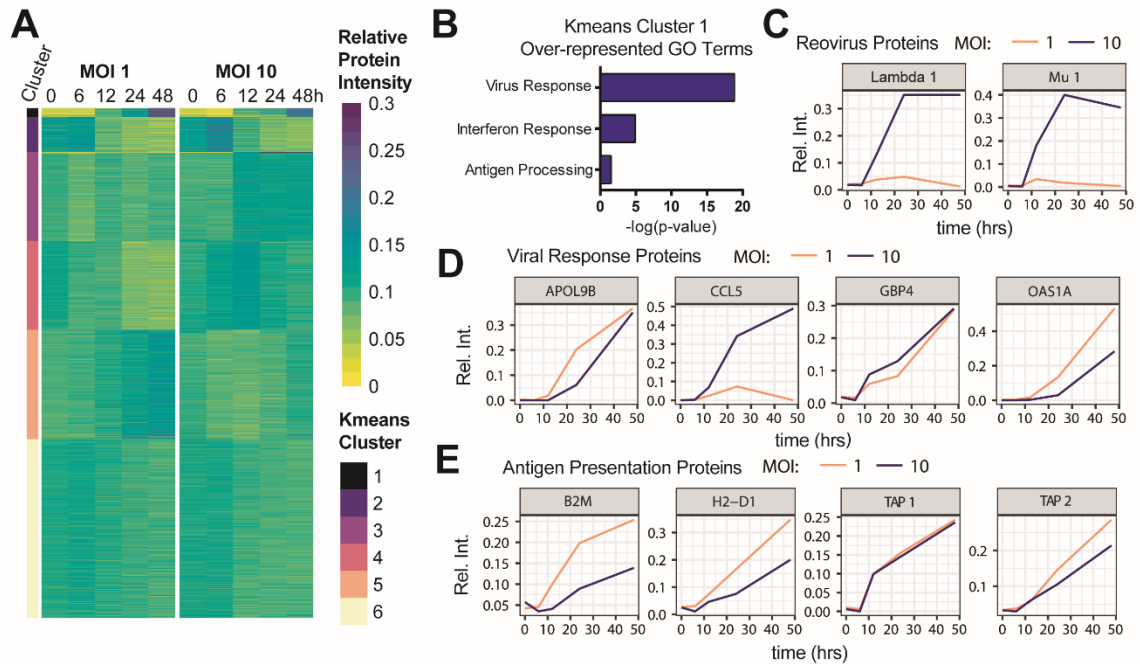 A
Cluster
MOI 1
MOI 10
0 6 12 24 48 0 6 12 24 48h
Relative
Protein
Intensity
0.3
0.25
0.2
0.15
0.1
0.05
0
Kmeans
Cluster
1
2
3
4
5
6
B
Kmeans Cluster 1
Over-represented GO Terms
Virus Response
Interferon Response
Antigen Processing
0 5 10 15 20
-log(p-value)
C
Reovirus Proteins MOI: 1 10
Lambda 1
Mu 1
Rel. Int.
0.3
0.2
0.1
0.0
0.4
0.3
0.2
0.1
0.0
0 10 20 30 40 50
0 10 20 30 40 50
time (hrs)
D
Viral Response Proteins MOI: 1 10
APOL9B
CCL5
GBP4
OAS1A
Rel. Int.
0.3
0.2
0.1
0.0
0.5
0.4
0.3
0.2
0.1
0.0
0.3
0.2
0.1
0.0
0.4
0.2
0.0
0 10 20 30 40 50
0 10 20 30 40 50
0 10 20 30 40 50
0 10 20 30 40 50
time (hrs)
E
Antigen Presentation Proteins MOI: 1 10
B2M
H2-D1
TAP 1
TAP 2
Rel. Int.
0.25
0.20
0.15
0.10
0.05
0.3
0.2
0.1
0.0
0.25
0.20
0.15
0.10
0.05
0.00
0.2
0.1
0 10 20 30 40 50
0 10 20 30 40 50
0 10 20 30 40 50
0 10 20 30 40 50
time (hrs)